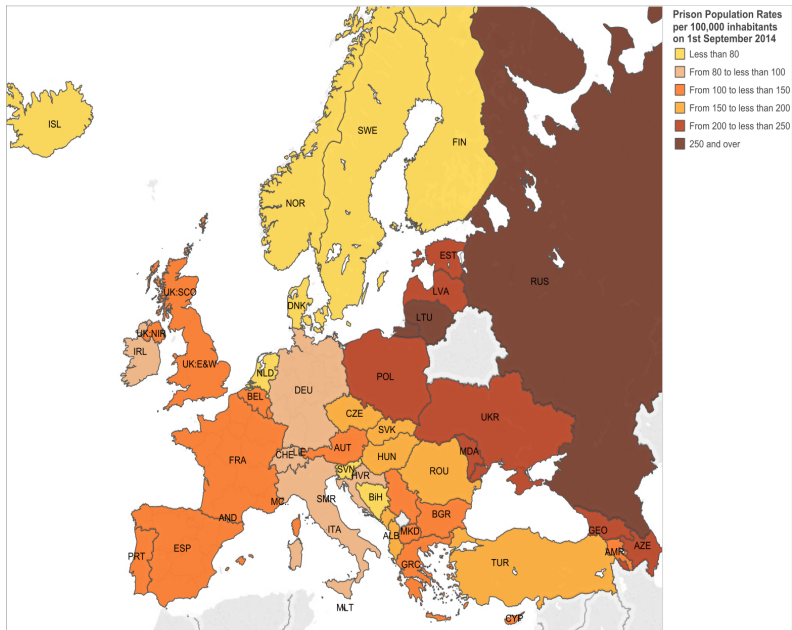 Prison Population Rates
per 100,000 inhabitants
on 1st September 2014
Less than 80
From 80 to less than 100
From 100 to less than 150
From 150 to less than 200
From 200 to less than 250
250 and over
ISL
SWE
FIN
NOR
EST
RUS
LVA
UK:SCO
DNK
LTU
UK:NIR
IRL
UK:E&W
NLD
POL
DEU
BEL
CZE
UKR
SVK
AUT
MDA
CHE
LIE
HUN
FRA
SVN
ROU
HVR
BiH
MC..
SMR
BGR
AND
ITA
MKD
GEO
ALB
AZE
ESP
AMR
PRT
GRC
TUR
MLT
CYP